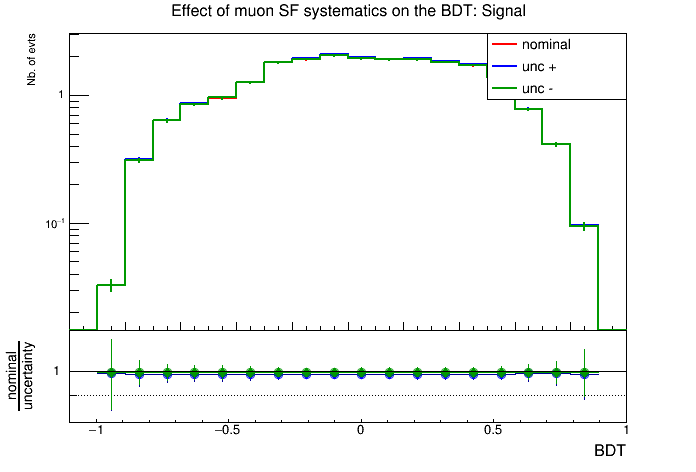 Effect of muon SF systematics on the BDT: Signal
Nb. of evts
nominal
unc +
unc -
1
10⁻¹
nominal
uncertainty
1
−1 −0.5 0 0.5 1
BDT